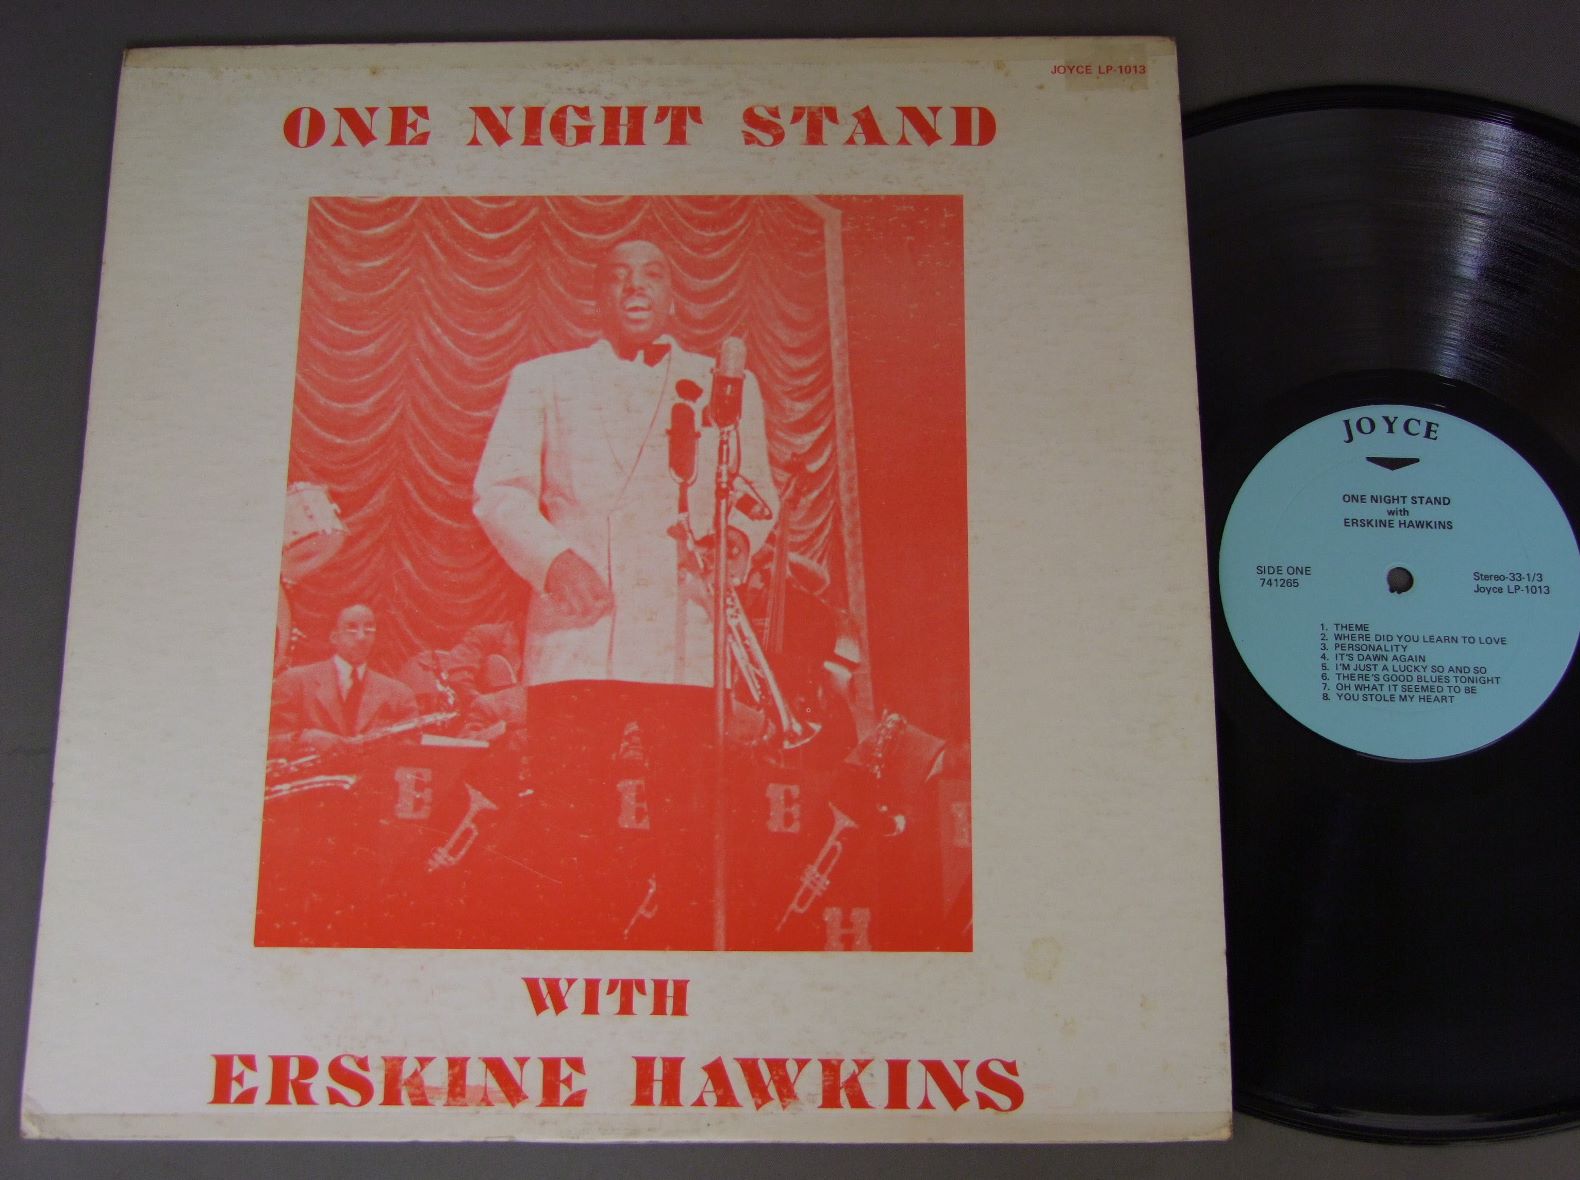 JOYCE LP-1013
ONE NIGHT STAND
E E E
H
WITH
ERSKINE HAWKINS
JOYCE
ONE NIGHT STAND
with
ERSKINE HAWKINS
SIDE ONE
741265
Stereo-33-1/3
Joyce LP-1013
1. THEME
2. WHERE DID YOU LEARN TO LOVE
3. PERSONALITY
4. IT'S DAWN AGAIN
5. I'M JUST A LUCKY SO AND SO
6. THERE'S GOOD BLUES TONIGHT
7. OH WHAT IT SEEMED TO BE
8. YOU STOLE MY HEART